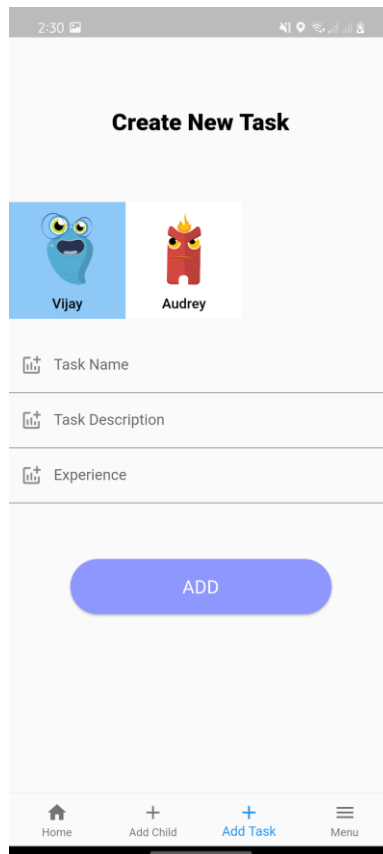 2:30
Create New Task
Vijay Audrey
Task Name
Task Description
Experience
ADD
Home Add Child Add Task Menu